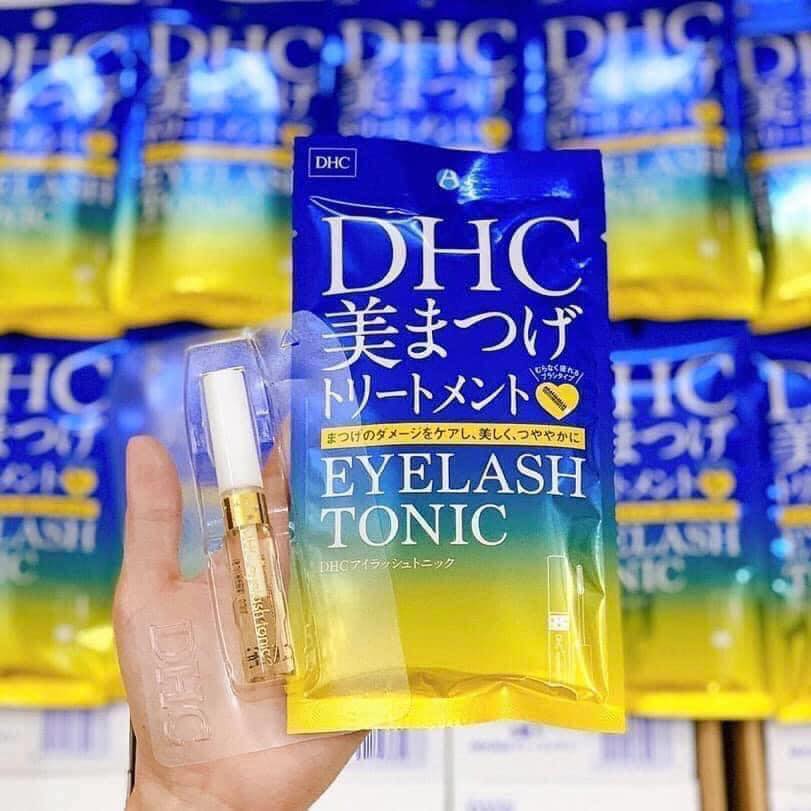 DHC
DHC
美まつげ
むらなく塗れる
ブラシタイプ
トリートメント
まつげのダメージをケアし、美しく、つややかに
EYELASH
TONIC
DHCアイラッシュトニック
DHC